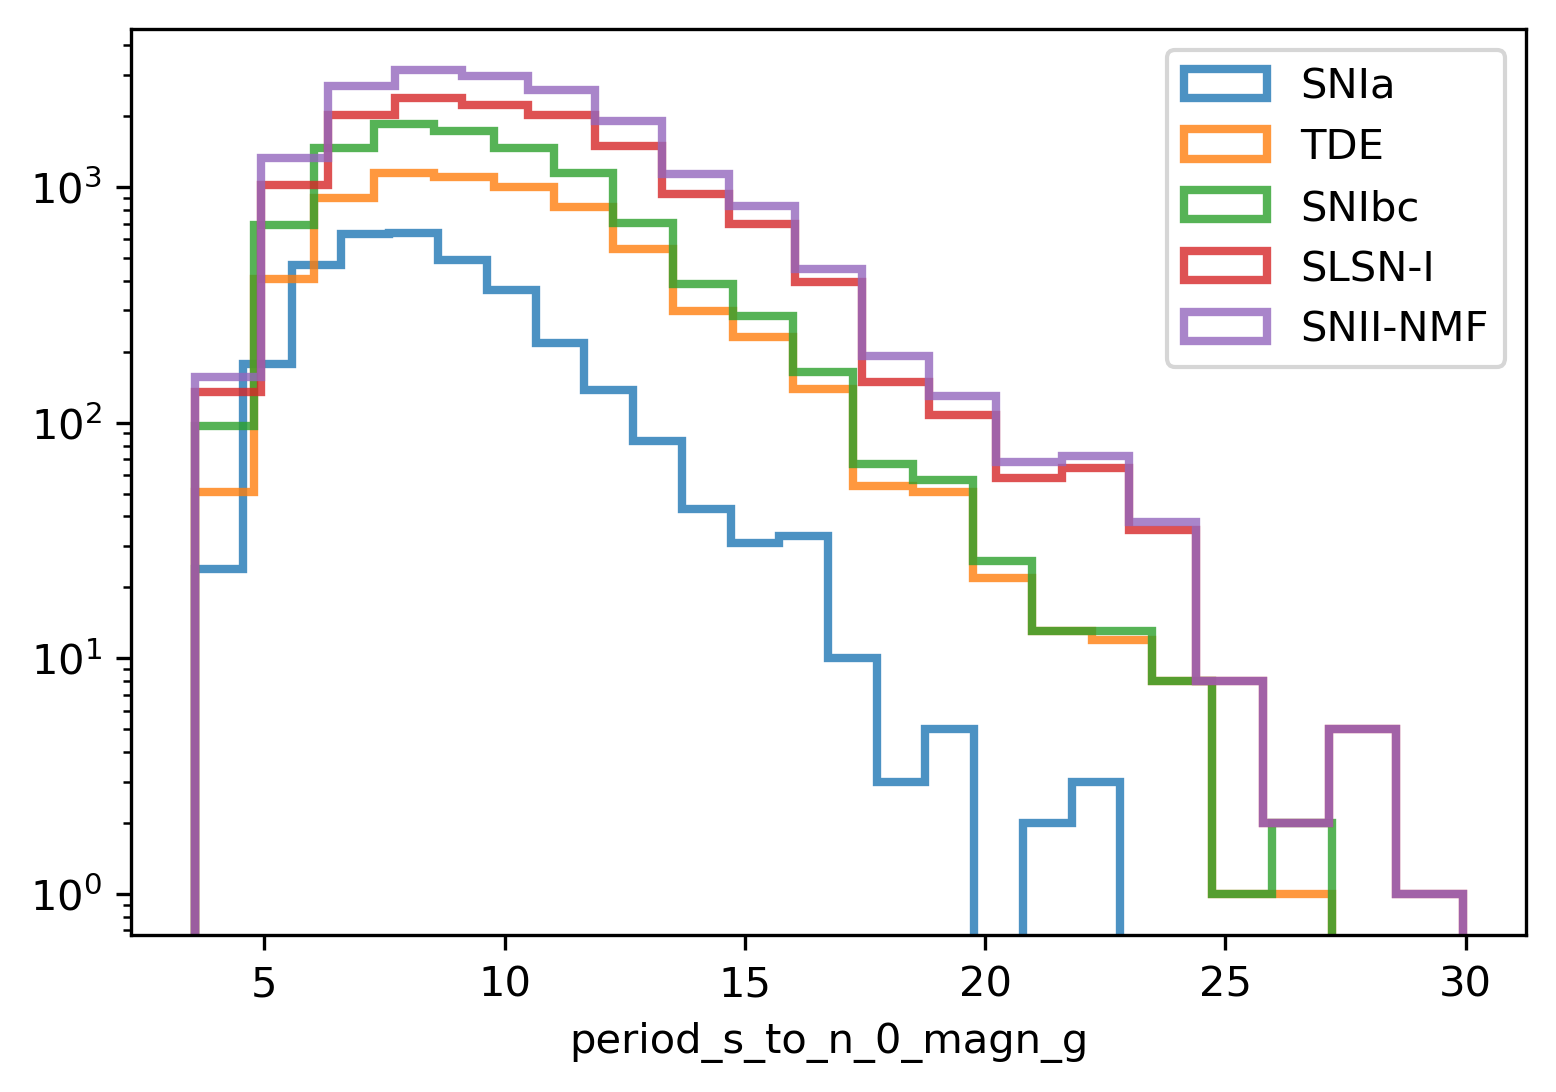 SNIa
TDE
SNIbc
SLSN-I
SNII-NMF
10³
10²
10¹
10⁰
5 10 15 20 25 30
period_s_to_n_0_magn_g